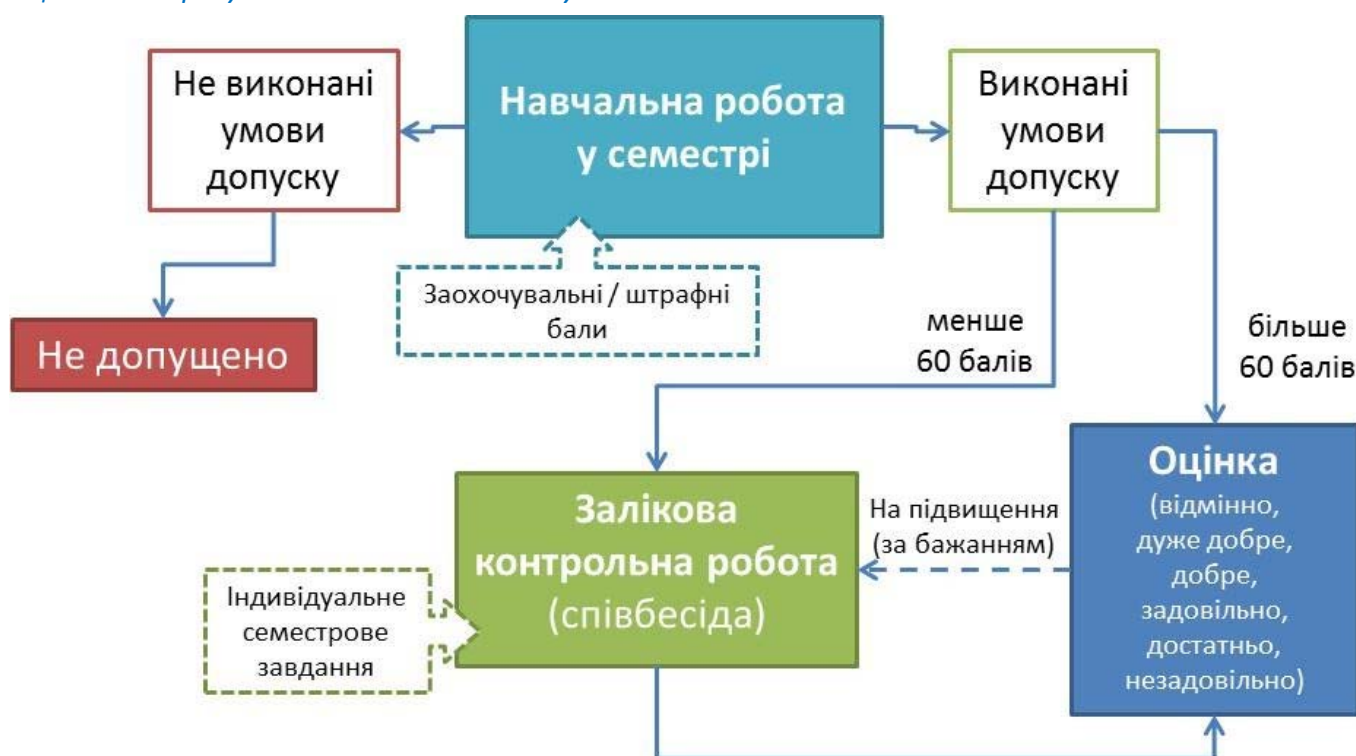 Не виконані
умови
допуску
Навчальна робота
у семестрі
Виконані
умови
допуску
Заохочувальні / штрафні
бали
Не допущено
менше
60 балів
більше
60 балів
Залікова
контрольна робота
(співбесіда)
На підвищення
(за бажанням)
Оцінка
(відмінно,
дуже добре,
добре,
задовільно,
достатньо,
незадовільно)
Індивідуальне
семестрове
завдання